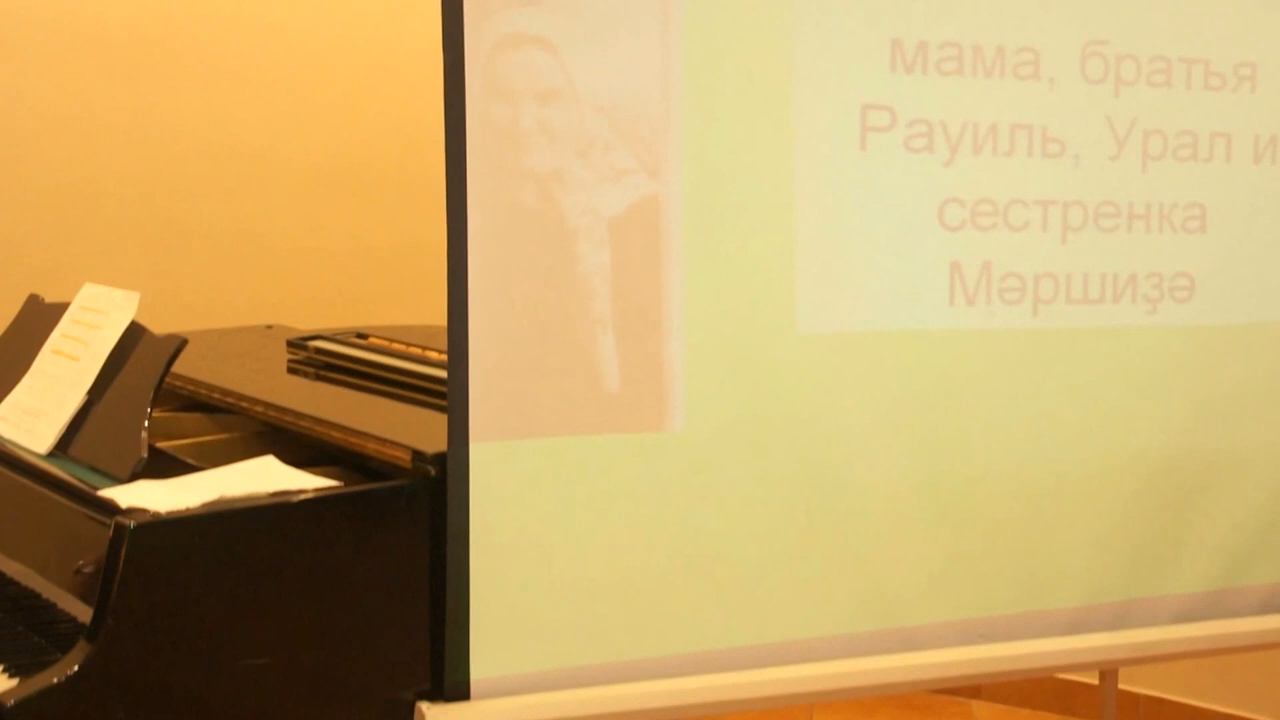 мама, братья
Рауиль, Урал и
сестренка
Мәршиҙә